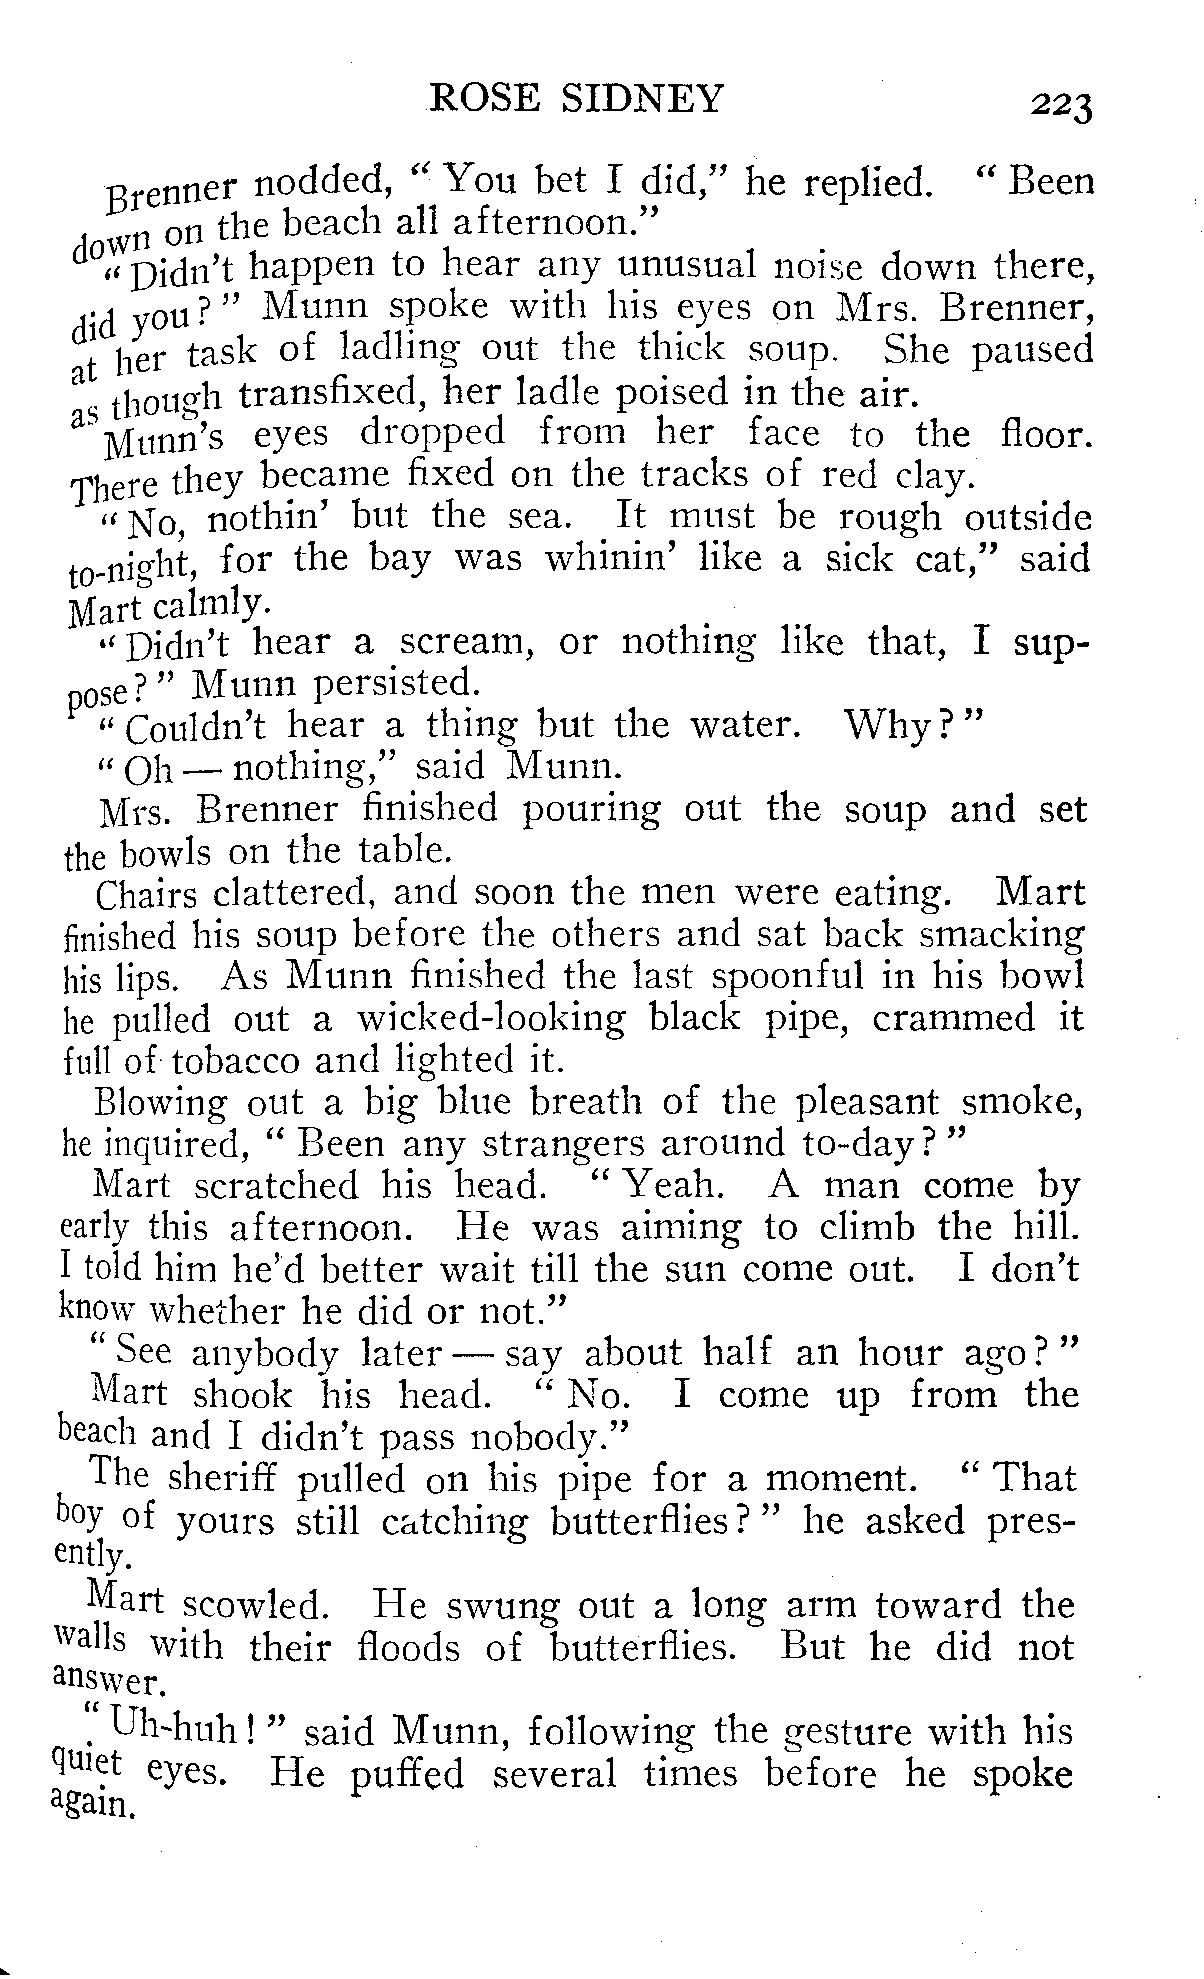 ROSE SIDNEY 223
Brenner nodded, “ You bet I did,” he replied. “ Been
down on the beach all afternoon.”
“ Didn’t happen to hear any unusual noise down there,
did you? ” Munn spoke with his eyes on Mrs. Brenner,
at her task of ladling out the thick soup. She paused
as though transfixed, her ladle poised in the air.
Munn’s eyes dropped from her face to the floor.
There they became fixed on the tracks of red clay.
“ No, nothin’ but the sea. It must be rough outside
to-night, for the bay was whinin’ like a sick cat,” said
Mart calmly.
“ Didn’t hear a scream, or nothing like that, I sup-
pose? ” Munn persisted.
“ Couldn’t hear a thing but the water. Why? ”
“ Oh — nothing,” said Munn.
Mrs. Brenner finished pouring out the soup and set
the bowls on the table.
Chairs clattered, and soon the men were eating. Mart
finished his soup before the others and sat back smacking
his lips. As Munn finished the last spoonful in his bowl
he pulled out a wicked-looking black pipe, crammed it
full of tobacco and lighted it.
Blowing out a big blue breath of the pleasant smoke,
he inquired, “ Been any strangers around to-day? ”
Mart scratched his head. “ Yeah. A man come by
early this afternoon. He was aiming to climb the hill.
I told him he’d better wait till the sun come out. I don’t
know whether he did or not.”
“ See anybody later — say about half an hour ago? ”
Mart shook his head. “ No. I come up from the
beach and I didn’t pass nobody.”
The sheriff pulled on his pipe for a moment. “ That
boy of yours still catching butterflies? ” he asked pres-
ently.
Mart scowled. He swung out a long arm toward the
walls with their floods of butterflies. But he did not
answer.
“ Uh-huh! ” said Munn, following the gesture with his
quiet eyes. He puffed several times before he spoke
again.